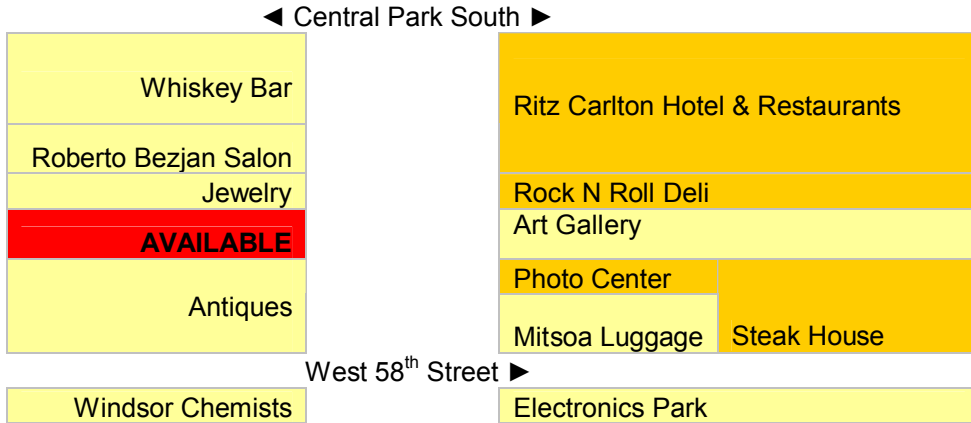 ◄ Central Park South ►
Whiskey Bar
Ritz Carlton Hotel & Restaurants
Roberto Bezjan Salon
Jewelry
Rock N Roll Deli
AVAILABLE
Art Gallery
Antiques
Photo Center
Mitsoa Luggage
Steak House
West 58th Street ►
Windsor Chemists
Electronics Park